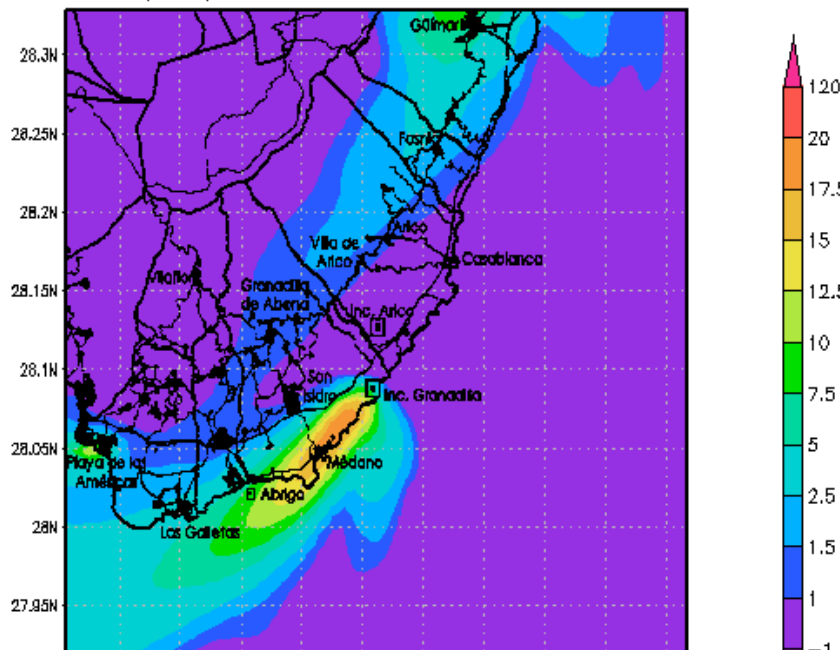 Güimar
28.3N
28.25N
Fasnia
28.2N
Arico
Villa de
Arico
Casablanca
Vilaflor
28.15N
Granadilla
de Abona
Inc. Arico
28.1N
San
Isidro
Inc. Granadilla
28.05N
Playa de las
Américas
Médano
El Abrigo
28N
Las Galletas
27.95N
120
20
17.5
15
12.5
10
7.5
5
2.5
1.5
1
-1